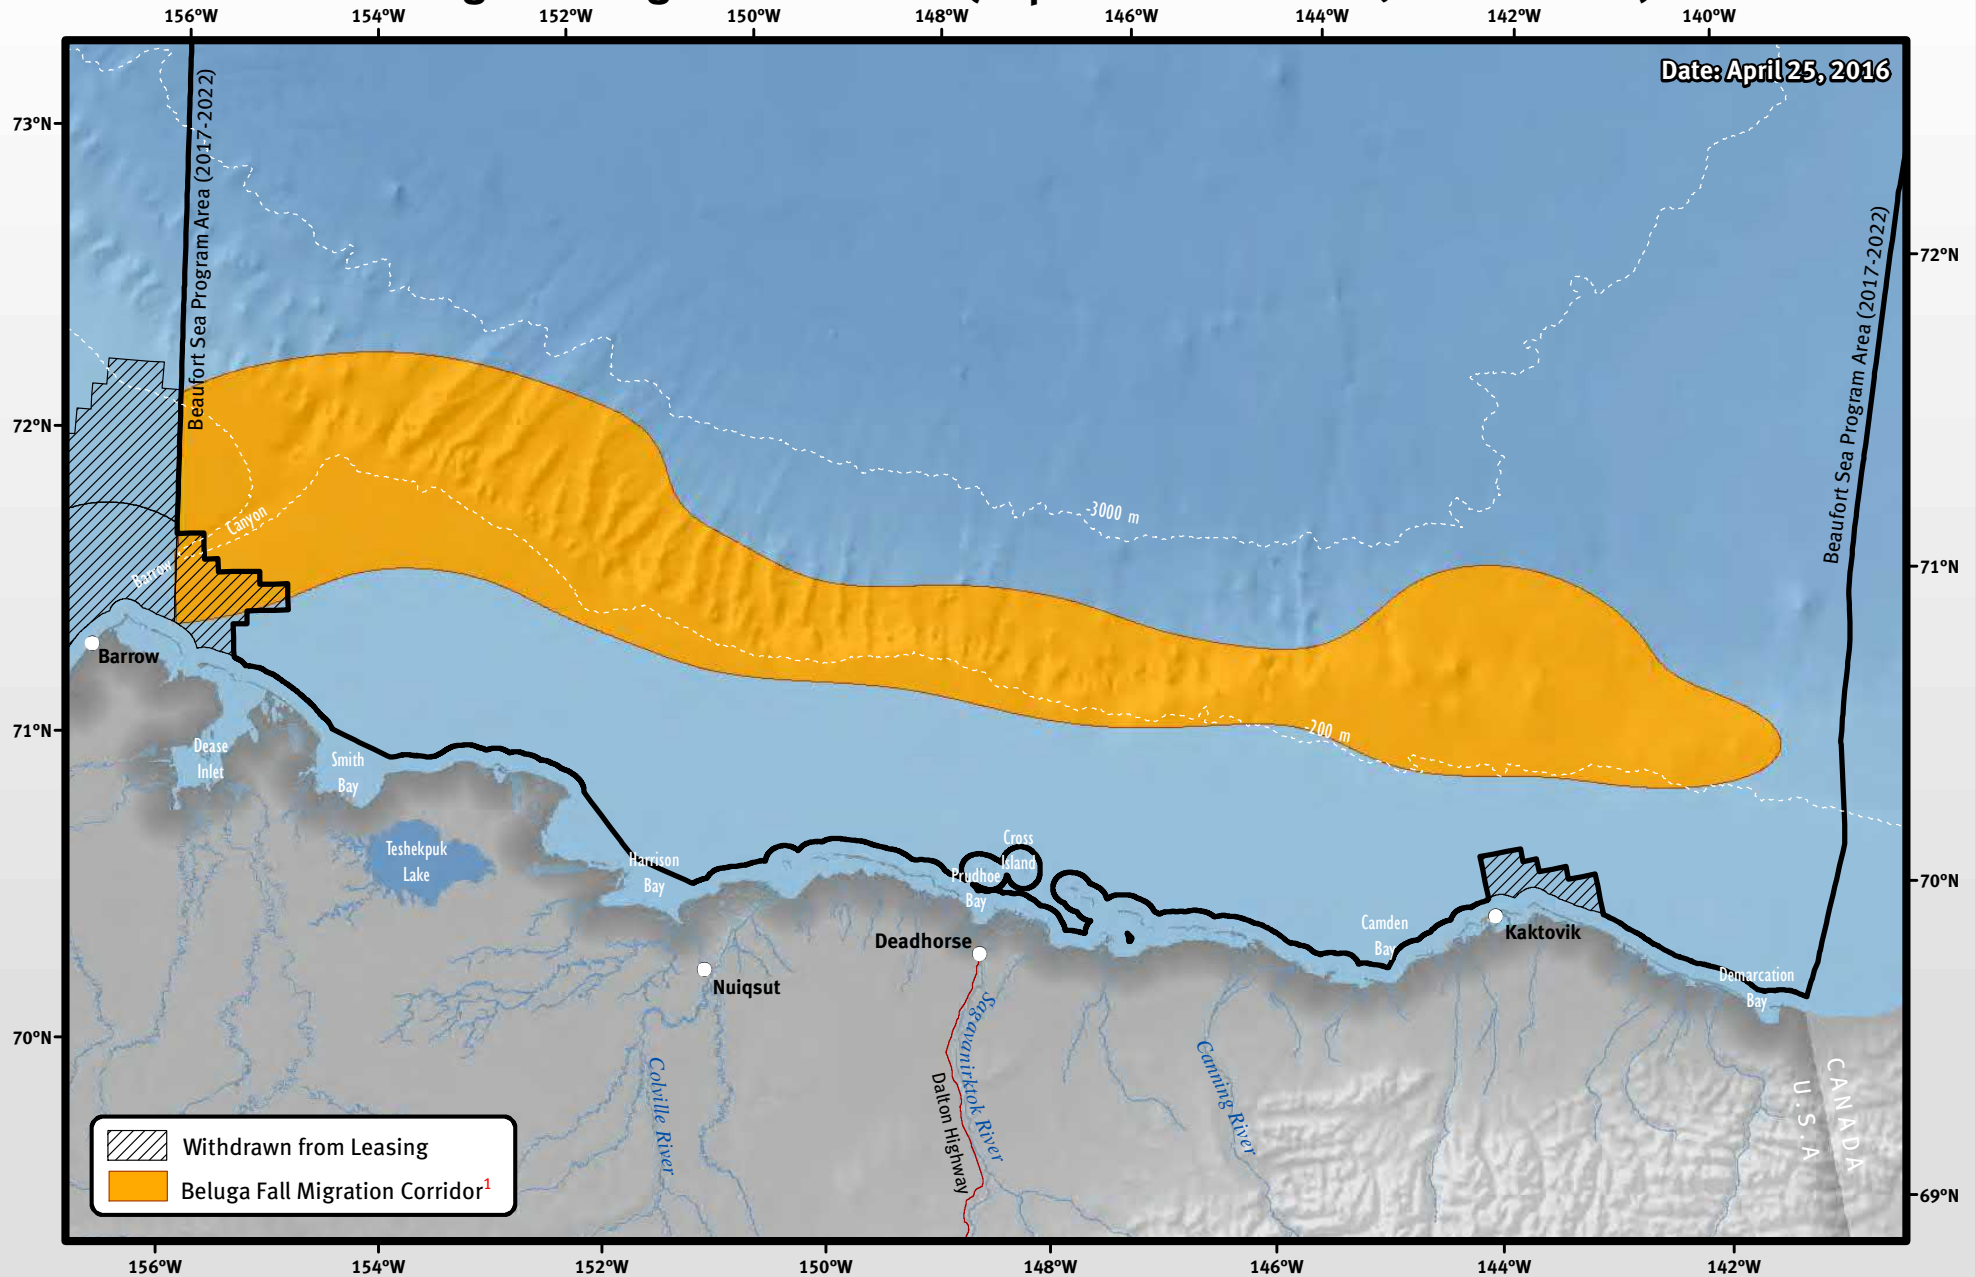 156°W 154°W 152°W 150°W 148°W 146°W 144°W 142°W 140°W
Date: April 25, 2016
73°N
72°N
71°N
70°N
72°N
71°N
70°N
69°N
Beaufort Sea Program Area (2017-2022)
Beaufort Sea Program Area (2017-2022)
-3000 m
-200 m
Barrow
Canyon
Barrow
Dease
Inlet
Smith
Bay
Teshekpuk
Lake
Harrison
Bay
Cross
Island
Prudhoe
Bay
Deadhorse
Nuiqsut
Camden
Bay
Kaktovik
Demarcation
Bay
Colville River
Sagavanirktok River
Dalton Highway
Canning River
CANADA
U.S.A
Withdrawn from Leasing
Beluga Fall Migration Corridor1
156°W 154°W 152°W 150°W 148°W 146°W 144°W 142°W